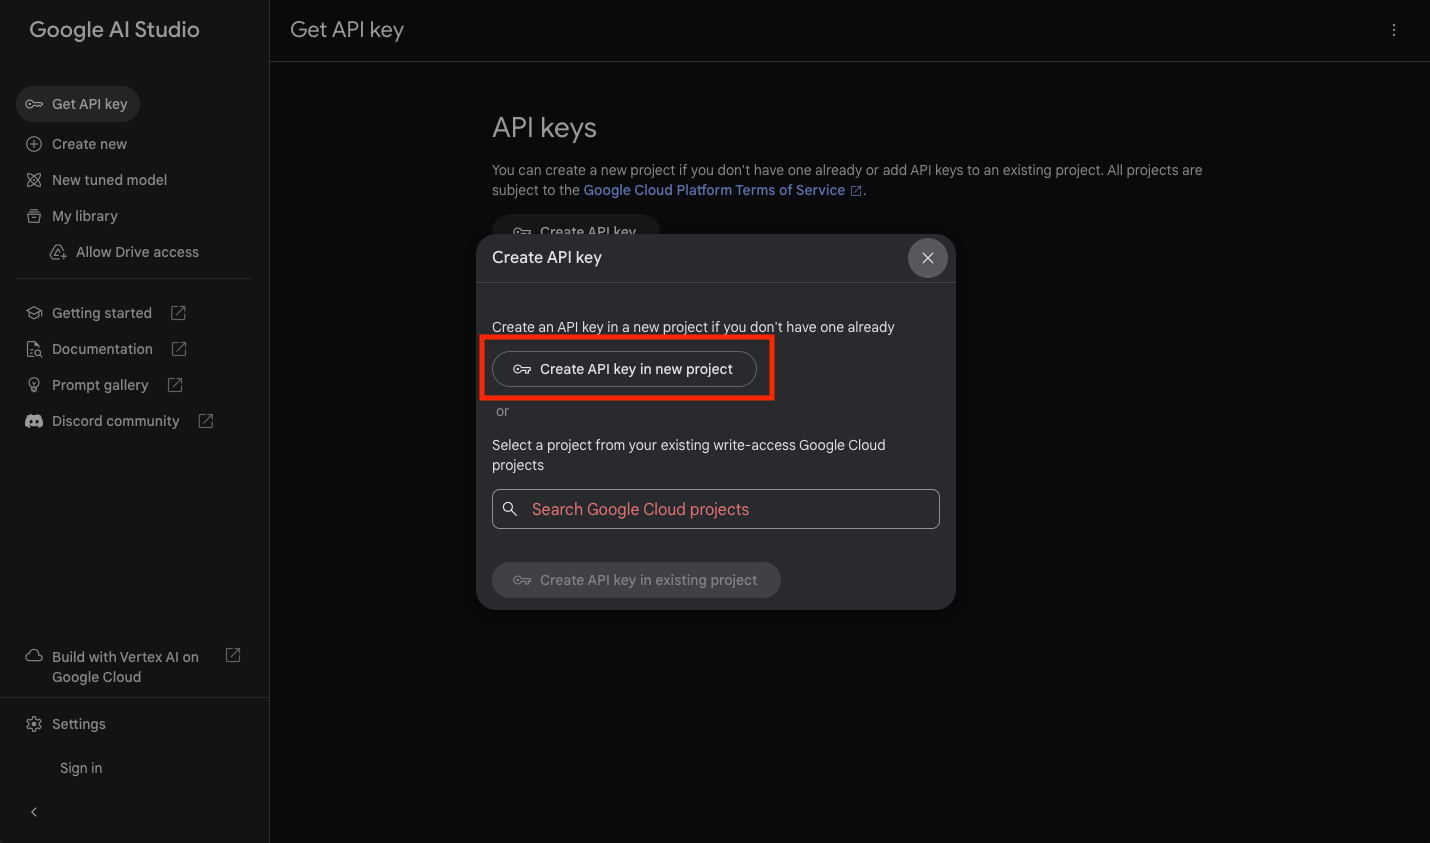 Google AI Studio
Get API key
Get API key
Create new
New tuned model
My library
Allow Drive access
Getting started
Documentation
Prompt gallery
Discord community
Build with Vertex AI on
Google Cloud
Settings
Sign in
API keys
You can create a new project if you don't have one already or add API keys to an existing project. All projects are
subject to the Google Cloud Platform Terms of Service .
Create API key
Create API key
Create an API key in a new project if you don't have one already
Create API key in new project
or
Select a project from your existing write-access Google Cloud
projects
Search Google Cloud projects
Create API key in existing project